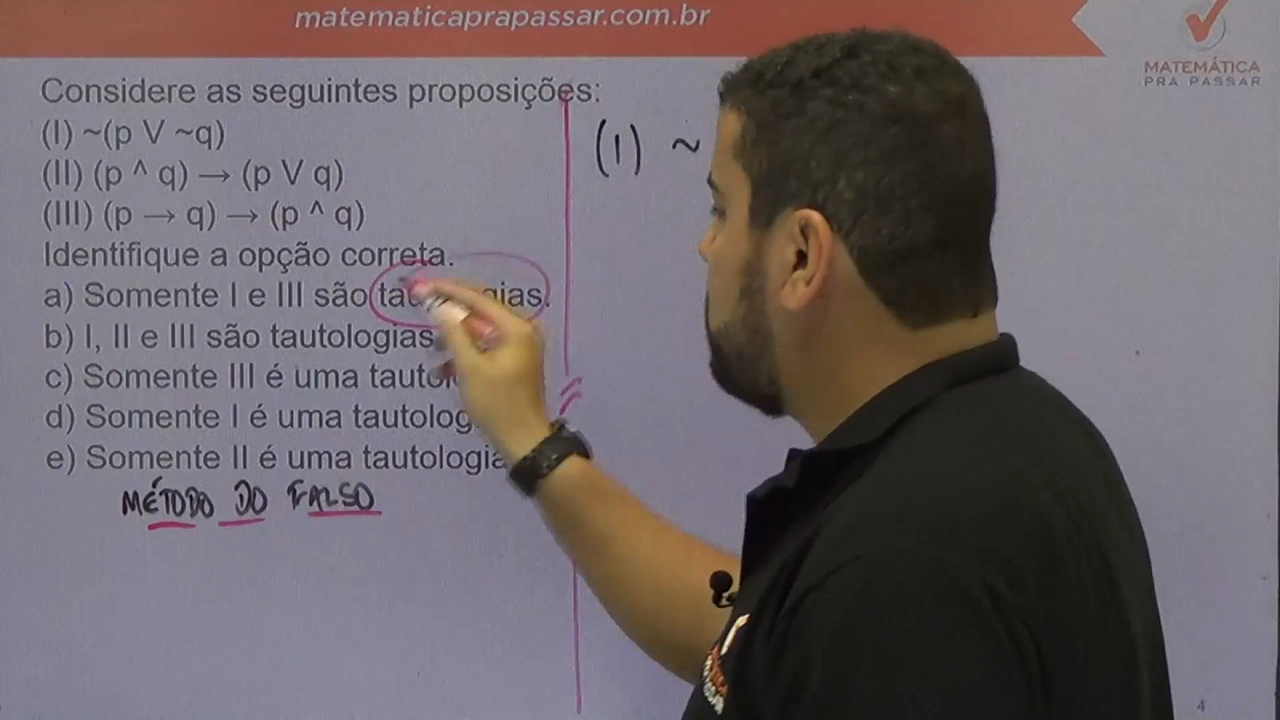 matematicaprapassar.com.br
MATEMÁTICA
PRA PASSAR
Considere as seguintes proposições:
(I) ~(p V ~q)
(II) (p ^ q) → (p V q)
(III) (p → q) → (p ^ q)
Identifique a opção correta.
a) Somente I e III são tautologias.
b) I, II e III são tautologias
c) Somente III é uma
d) Somente I é uma
e) Somente II é uma tautologia
MÉTODO DO FALSO
(I) ~
4